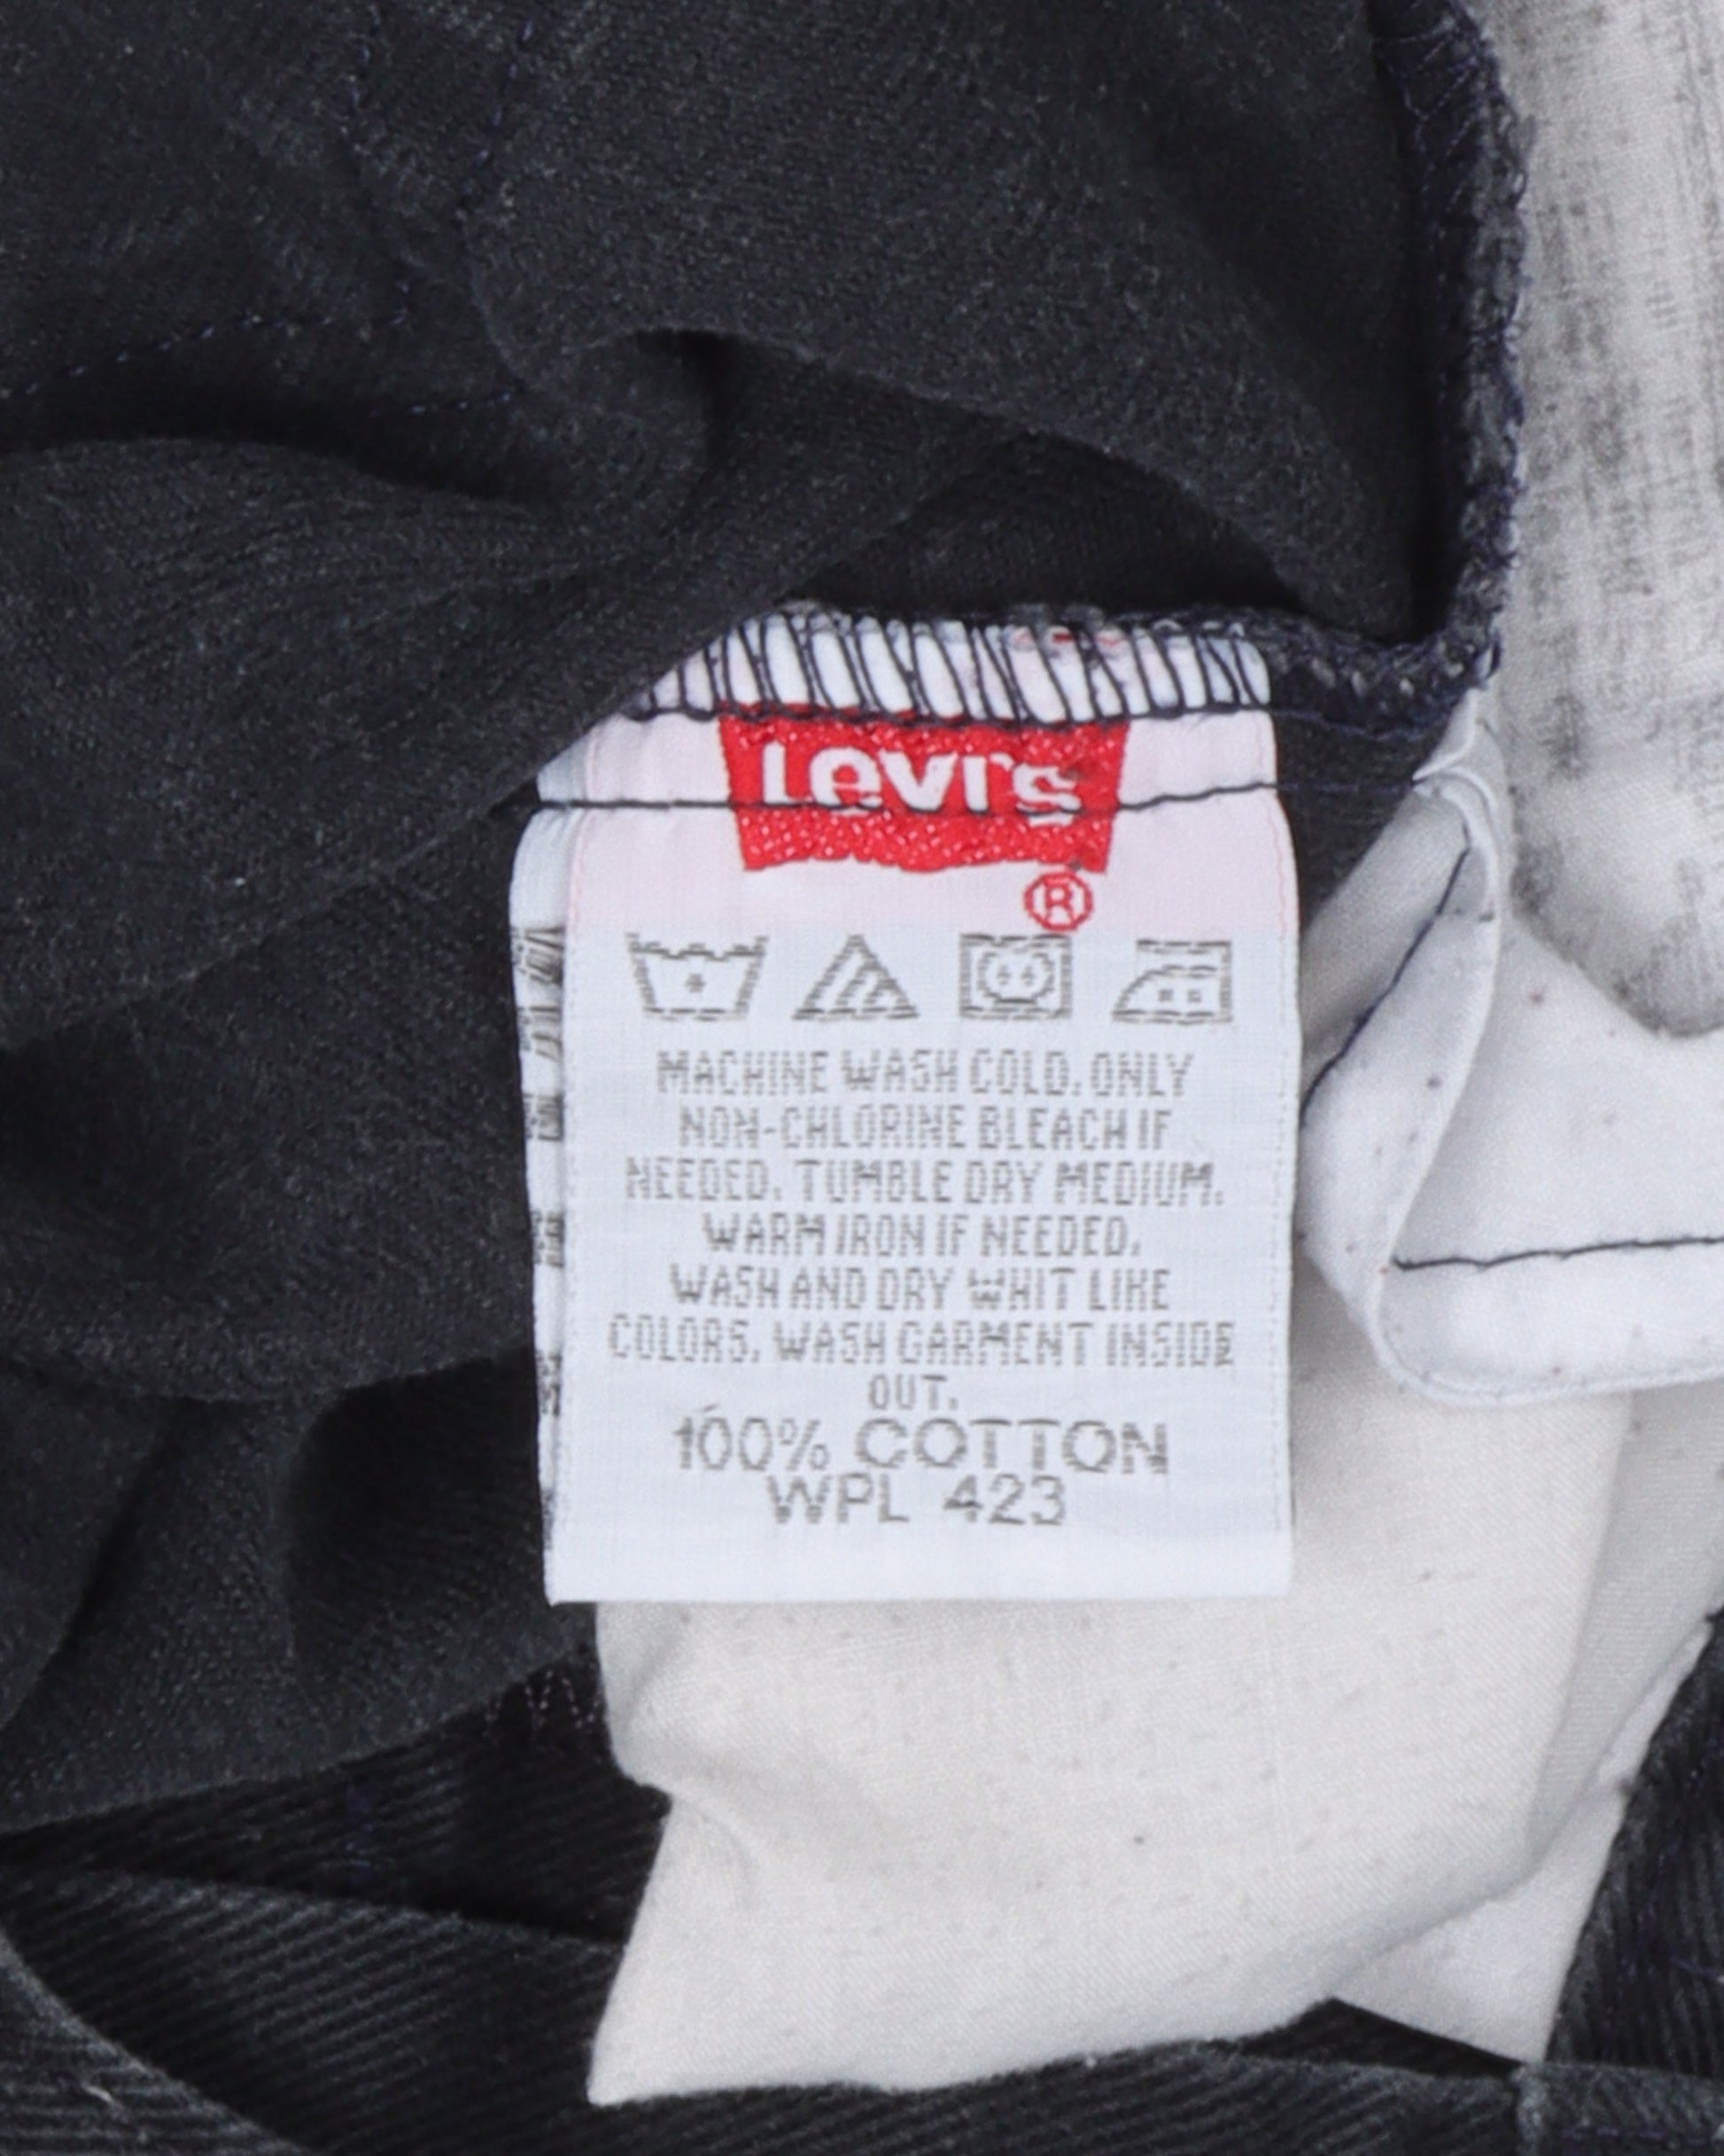 Levi's
®
MACHINE WASH COLD. ONLY
NON-CHLORINE BLEACH IF
NEEDED. TUMBLE DRY MEDIUM.
WARM IRON IF NEEDED.
WASH AND DRY WHIT LIKE
COLORS. WASH GARMENT INSIDE
OUT.
100% COTTON
WPL 423